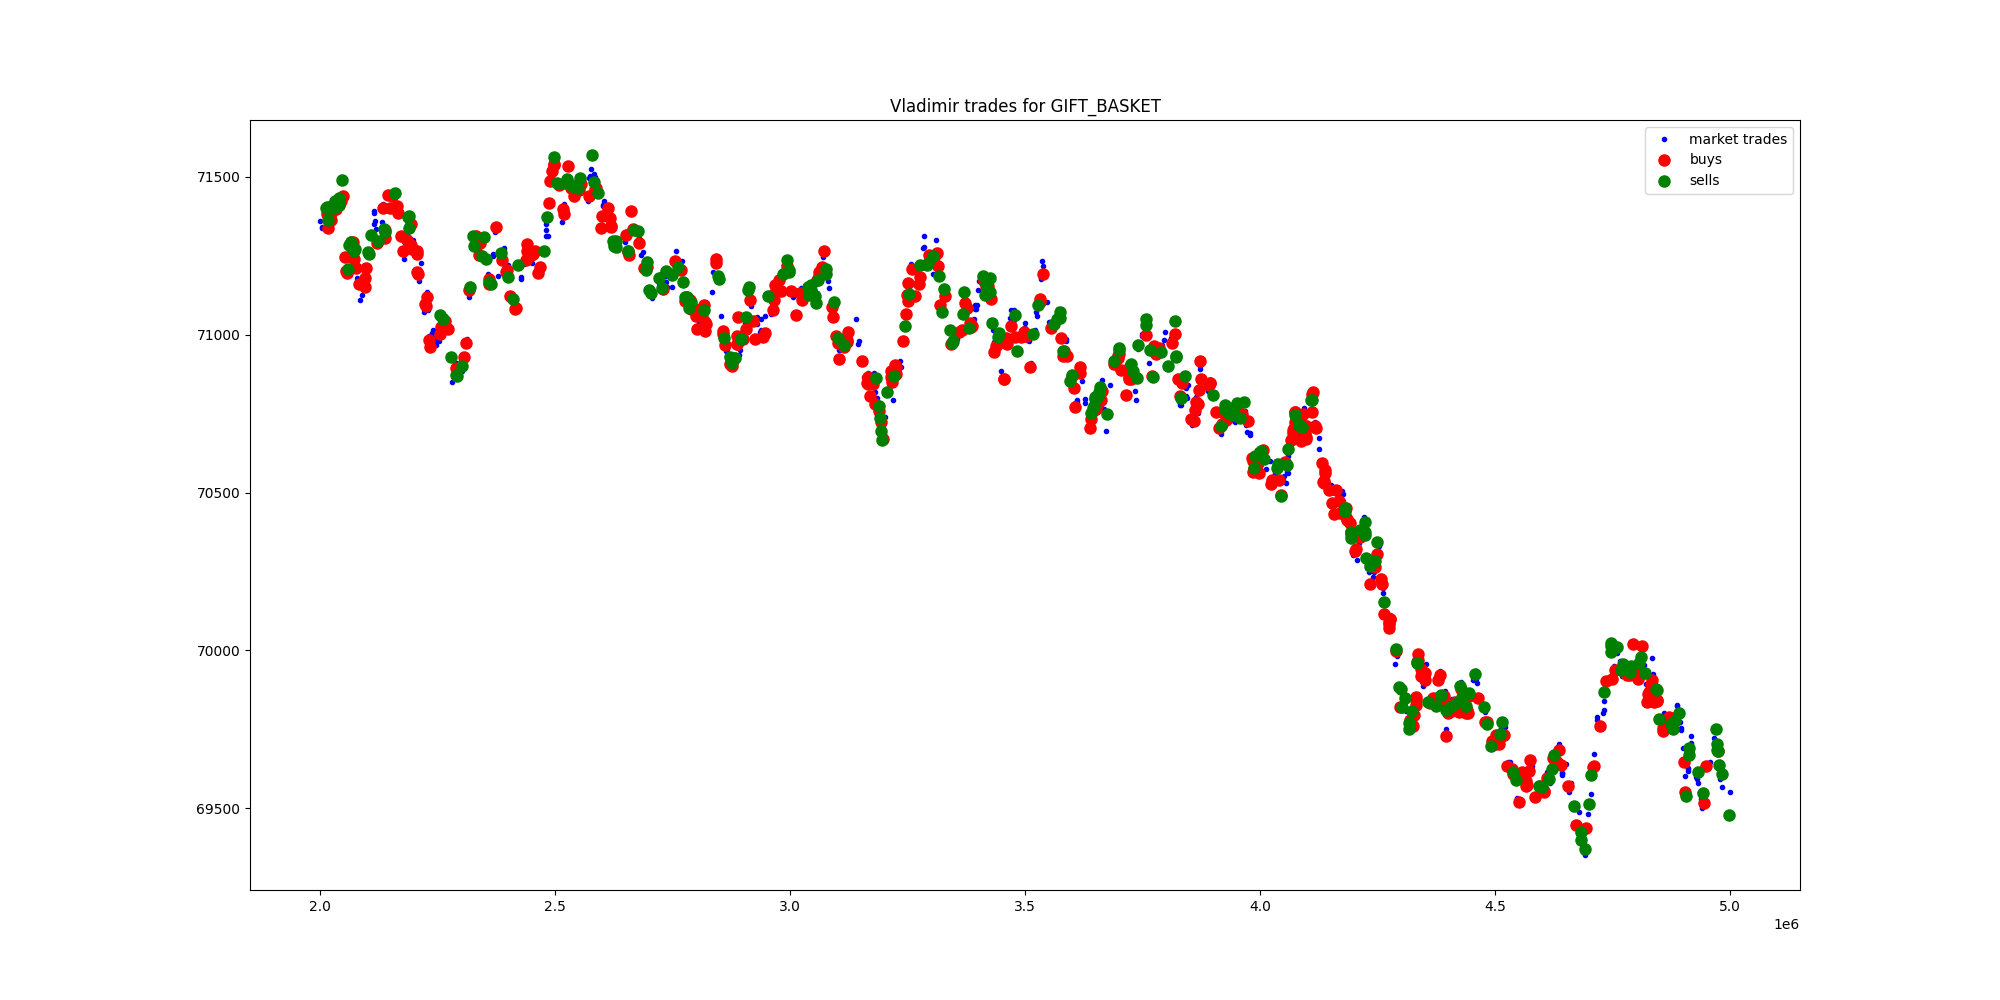 Vladimir trades for GIFT_BASKET
market trades
buys
sells
71500
71000
70500
70000
69500
2.0 2.5 3.0 3.5 4.0 4.5 5.0
1e6